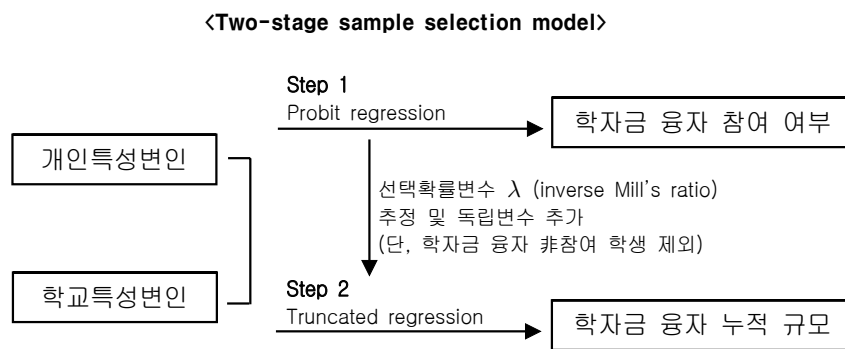 <Two-stage sample selection model>
Step 1
Probit regression
학자금 융자 참여 여부
개인특성변인
선택확률변수 λ (inverse Mill's ratio)
추정 및 독립변수 추가
(단, 학자금 융자 非참여 학생 제외)
학교특성변인
Step 2
Truncated regression
학자금 융자 누적 규모